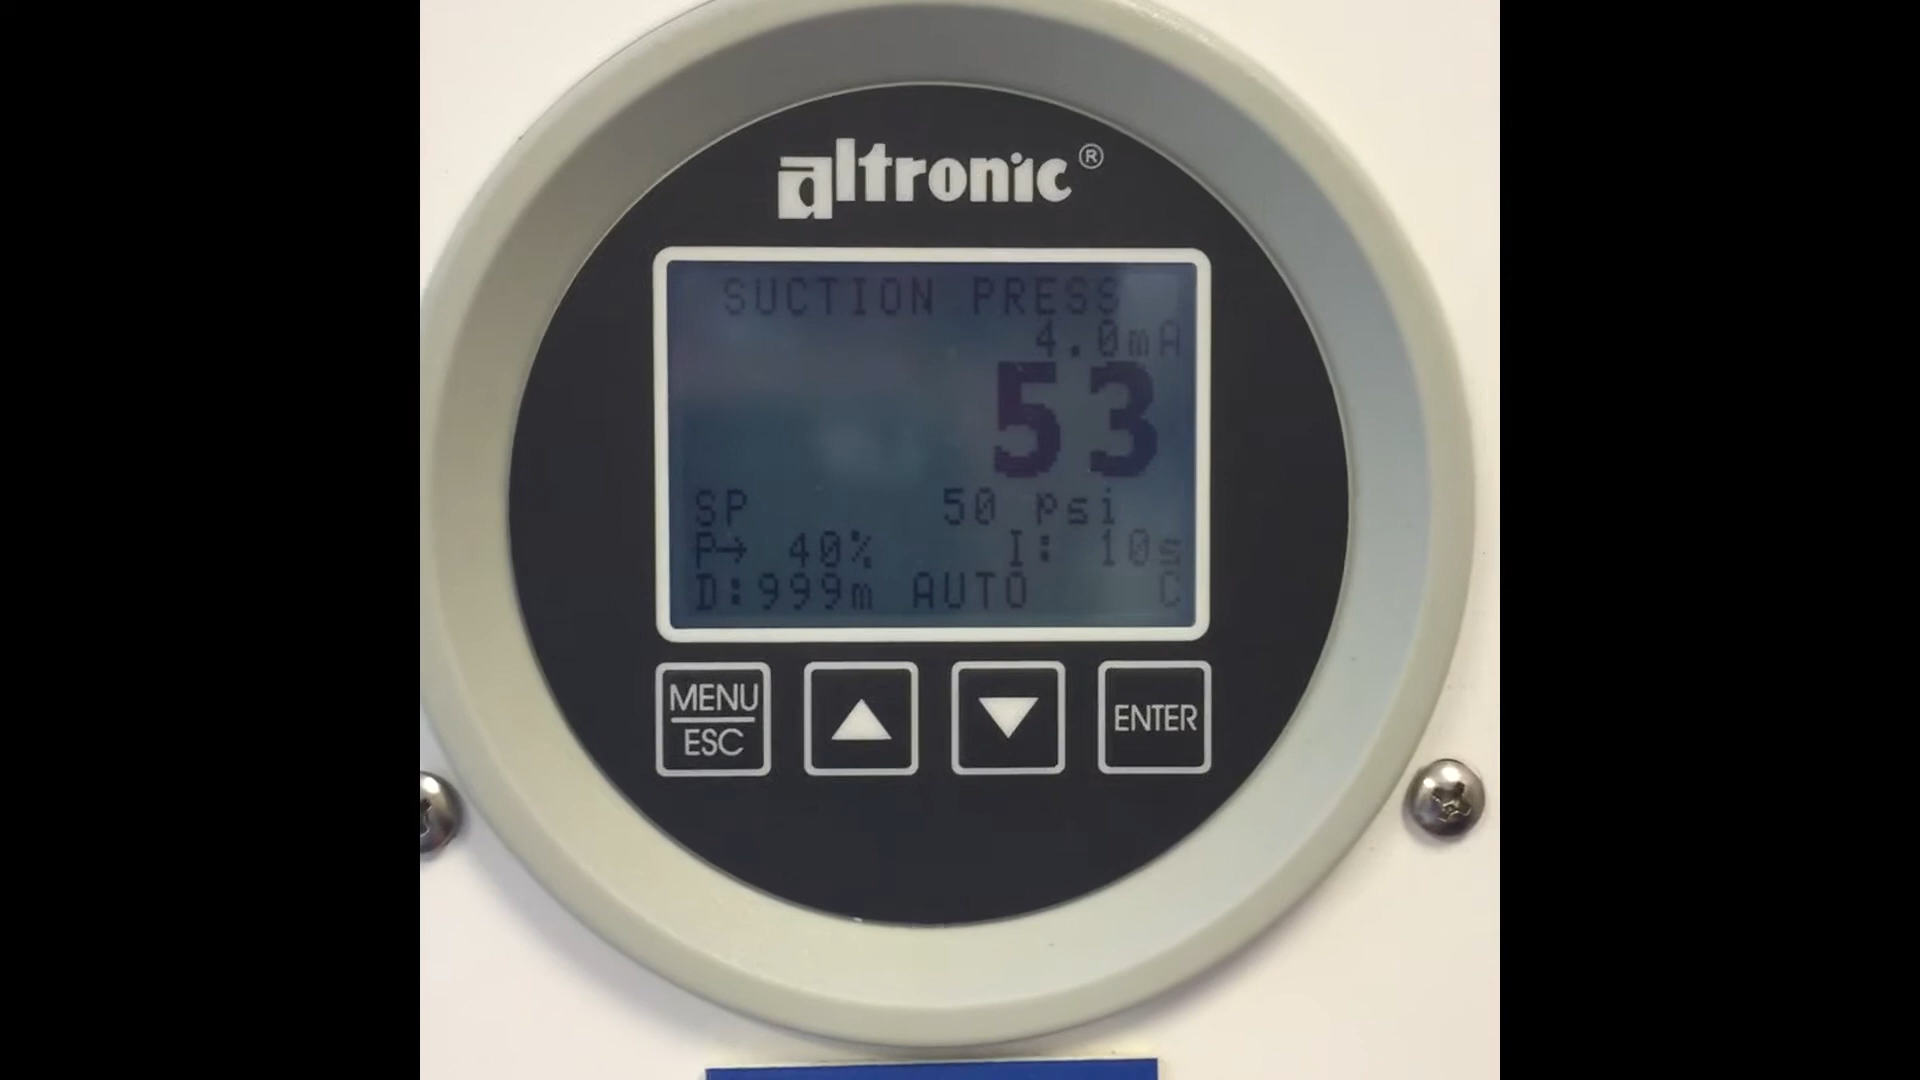 altronic®
SUCTION PRESS
4.0mA
53
SP 50 psi
P→ 40% I: 10s
D:999m AUTO C
MENU ENTER
ESC